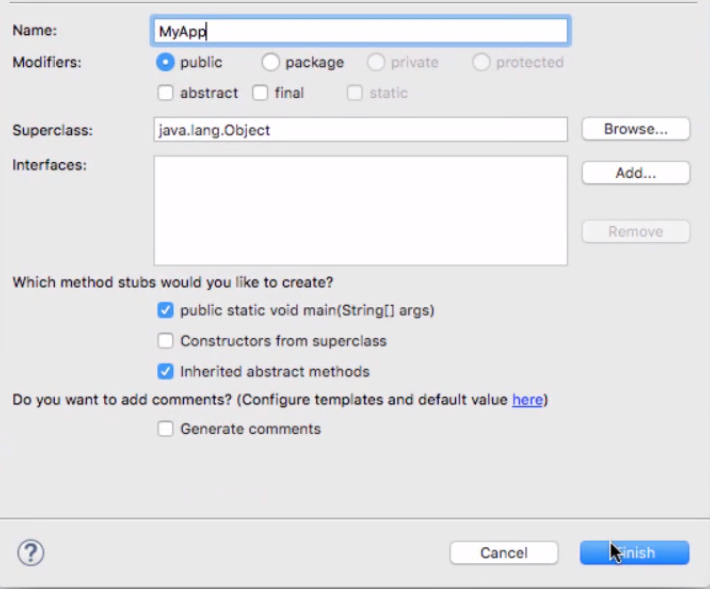 Name: MyApp
Modifiers: public package private protected
abstract final static
Superclass: java.lang.Object Browse...
Interfaces: Add...
Remove
Which method stubs would you like to create?
public static void main(String[] args)
Constructors from superclass
Inherited abstract methods
Do you want to add comments? (Configure templates and default value here)
Generate comments
? Cancel Finish